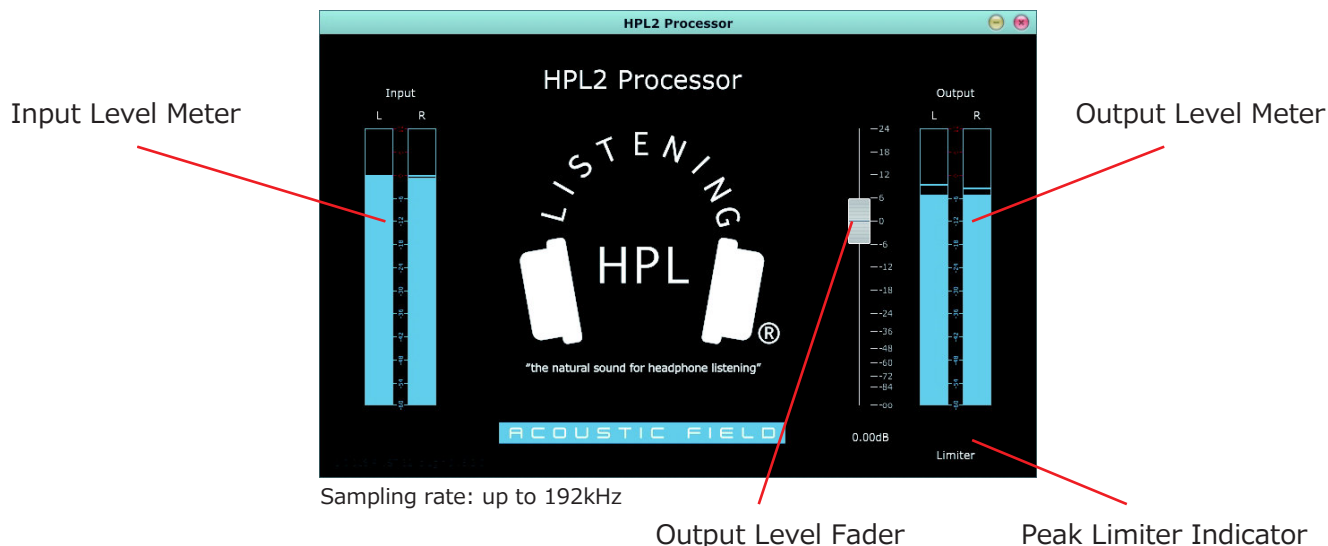 HPL2 Processor
HPL2 Processor
Input
L R
Output
L R
Input Level Meter
Output Level Meter
LISTENING
HPL
®
"the natural sound for headphone listening"
ACOUSTIC FIELD
24
18
12
6
0
-6
-12
-18
-24
-36
-48
-60
-72
-84
-oo
0.00dB
Limiter
Sampling rate: up to 192kHz
Output Level Fader
Peak Limiter Indicator